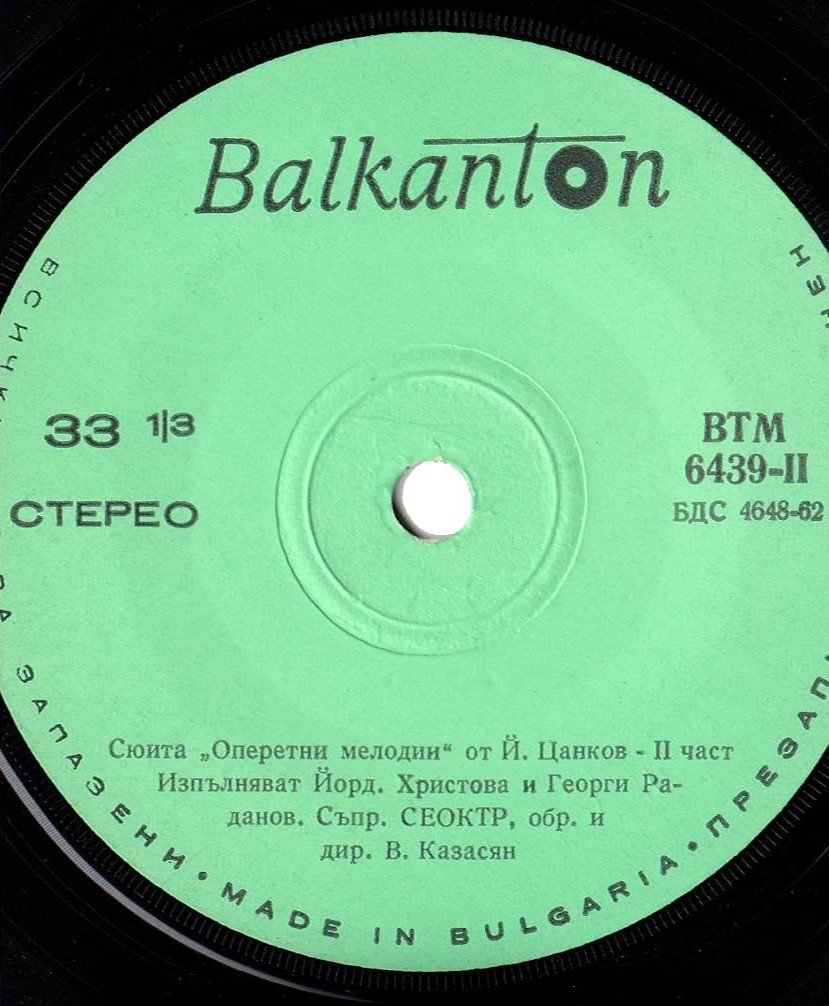 Balkanton
33 1|3
СТЕРЕО
ВТМ
6439-II
БДС 4648-62
Сюита „Оперетни мелодии“ от Й. Цанков - II част
Изпълняват Йорд. Христова и Георги Ра-
данов. Съпр. СЕОКТР, обр. и
дир. В. Казасян
ЗАПАЗЕНИ • MADE IN BULGARIA •